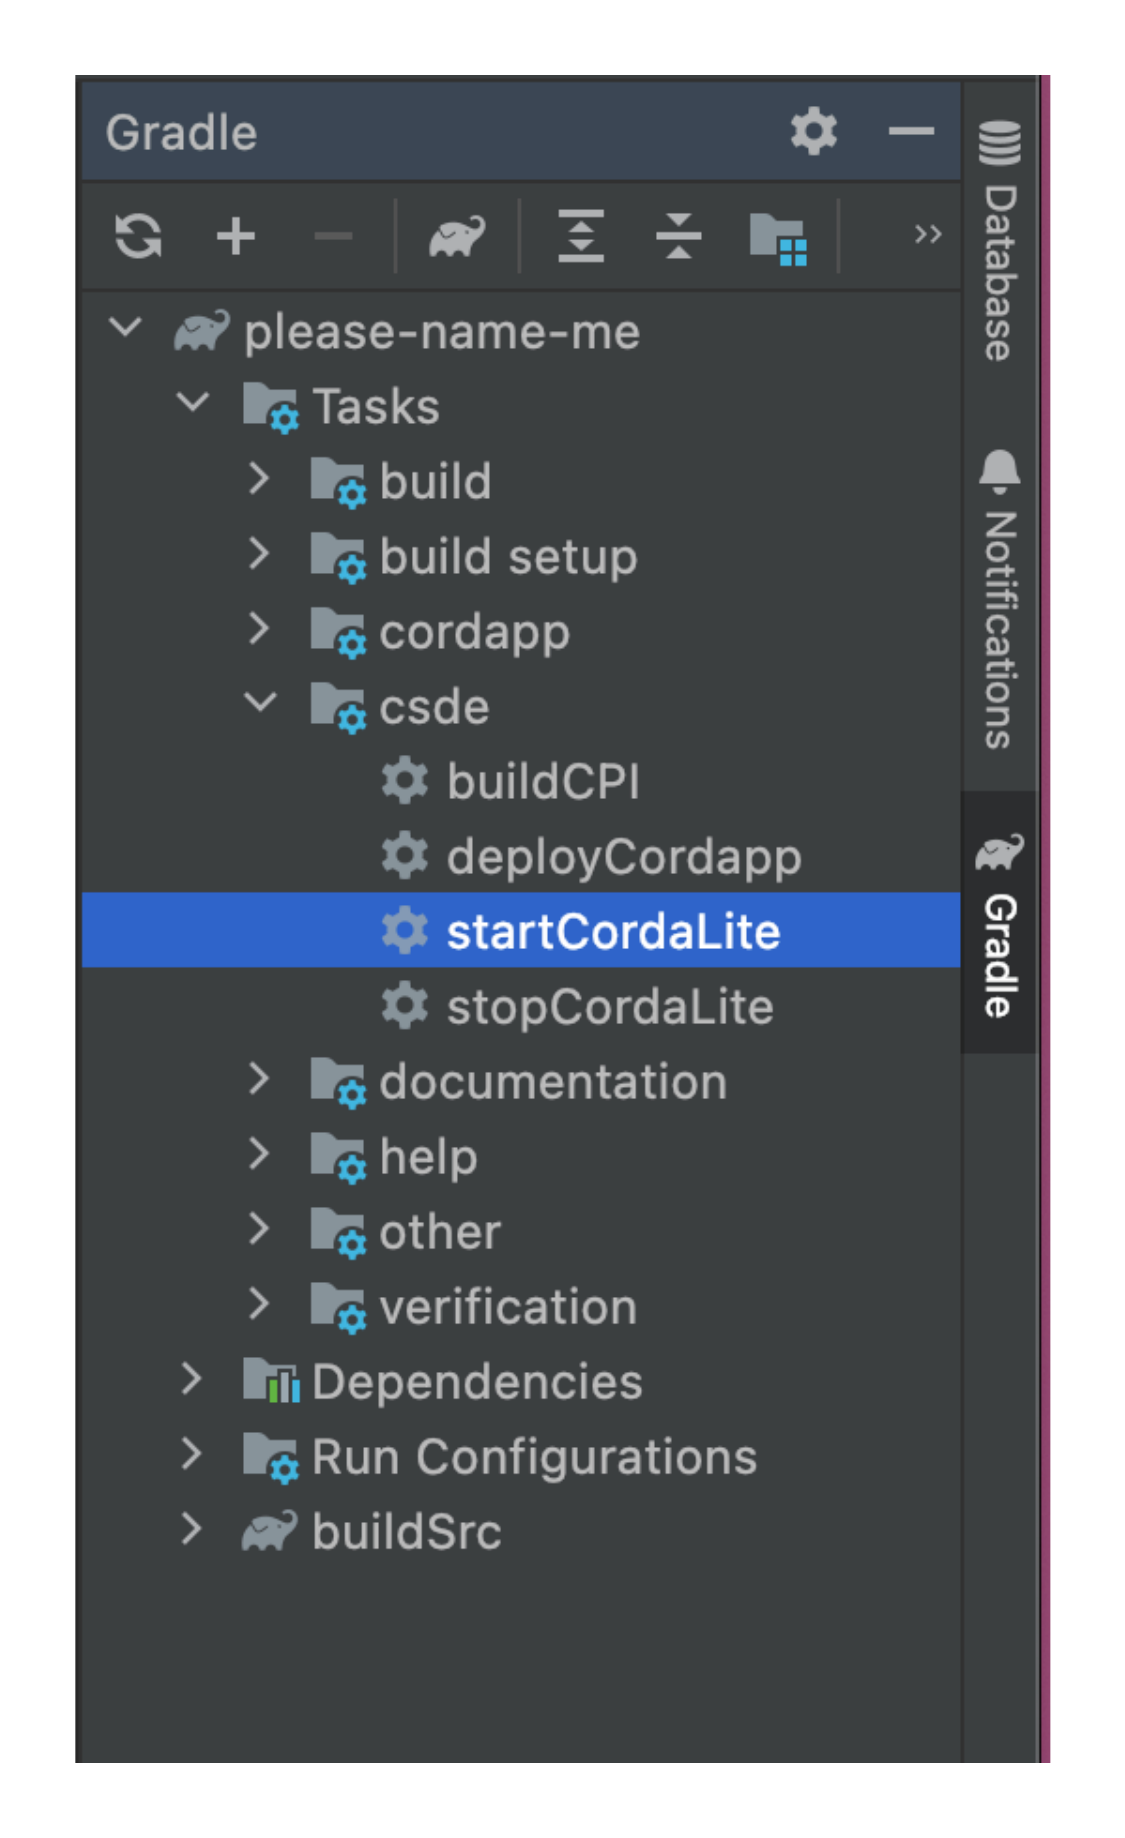 Gradle
please-name-me
Tasks
build
build setup
cordapp
csde
buildCPI
deployCordapp
startCordaLite
stopCordaLite
documentation
help
other
verification
Dependencies
Run Configurations
buildSrc
Database
Notifications
Gradle